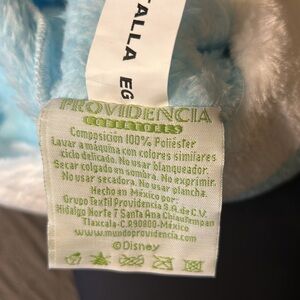 TALLA EG
PROVIDENCIA
COBERTORES
Composición 100% Poliéster
Lavar a máquina con colores similares
ciclo delicado. No usar blanqueador.
Secar colgado en sombra. No exprimir.
No usar secadora. No usar plancha.
Hecho en México por:
Grupo Textil Providencia S.A. de C.V.
Hidalgo Norte 7 Santa Ana Chiautempan
Tlaxcala. C.P.90800-México
www.mundoprovidencia.com
©Disney